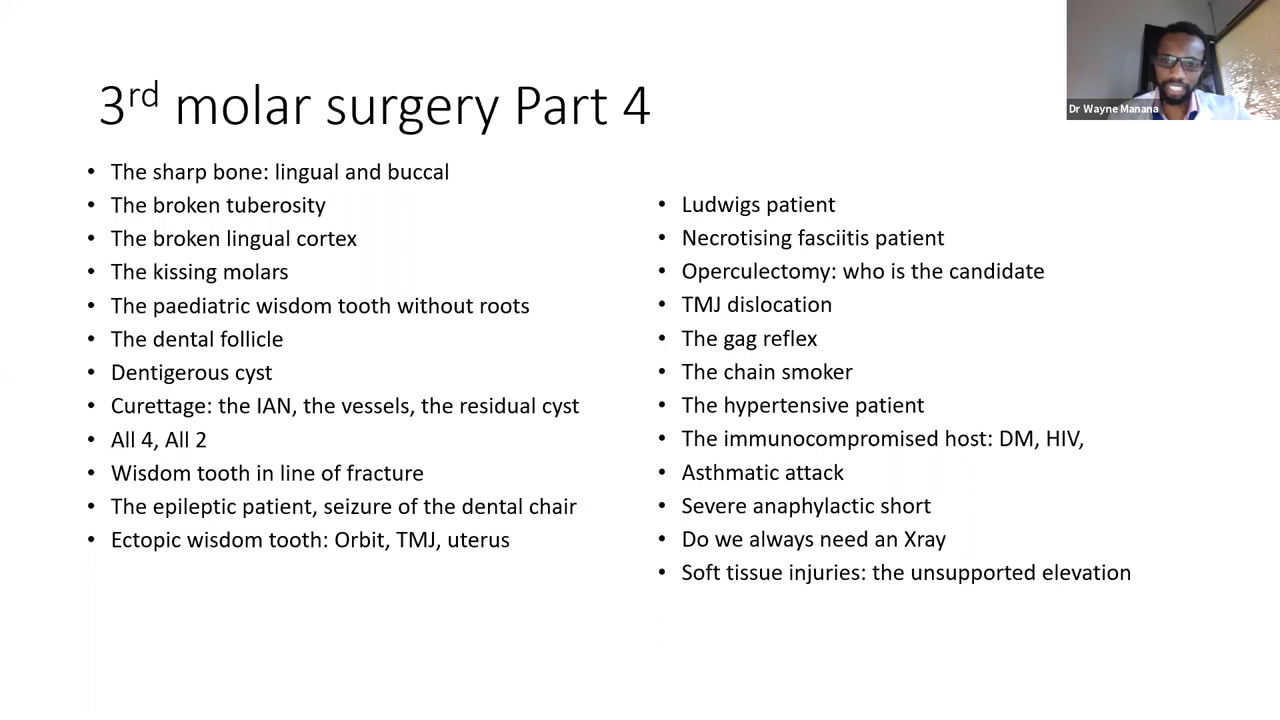 3rd molar surgery Part 4
• The sharp bone: lingual and buccal
• The broken tuberosity
• The broken lingual cortex
• The kissing molars
• The paediatric wisdom tooth without roots
• The dental follicle
• Dentigerous cyst
• Curettage: the IAN, the vessels, the residual cyst
• All 4, All 2
• Wisdom tooth in line of fracture
• The epileptic patient, seizure of the dental chair
• Ectopic wisdom tooth: Orbit, TMJ, uterus
• Ludwigs patient
• Necrotising fasciitis patient
• Operculectomy: who is the candidate
• TMJ dislocation
• The gag reflex
• The chain smoker
• The hypertensive patient
• The immunocompromised host: DM, HIV,
• Asthmatic attack
• Severe anaphylactic short
• Do we always need an Xray
• Soft tissue injuries: the unsupported elevation
Dr Wayne Manana